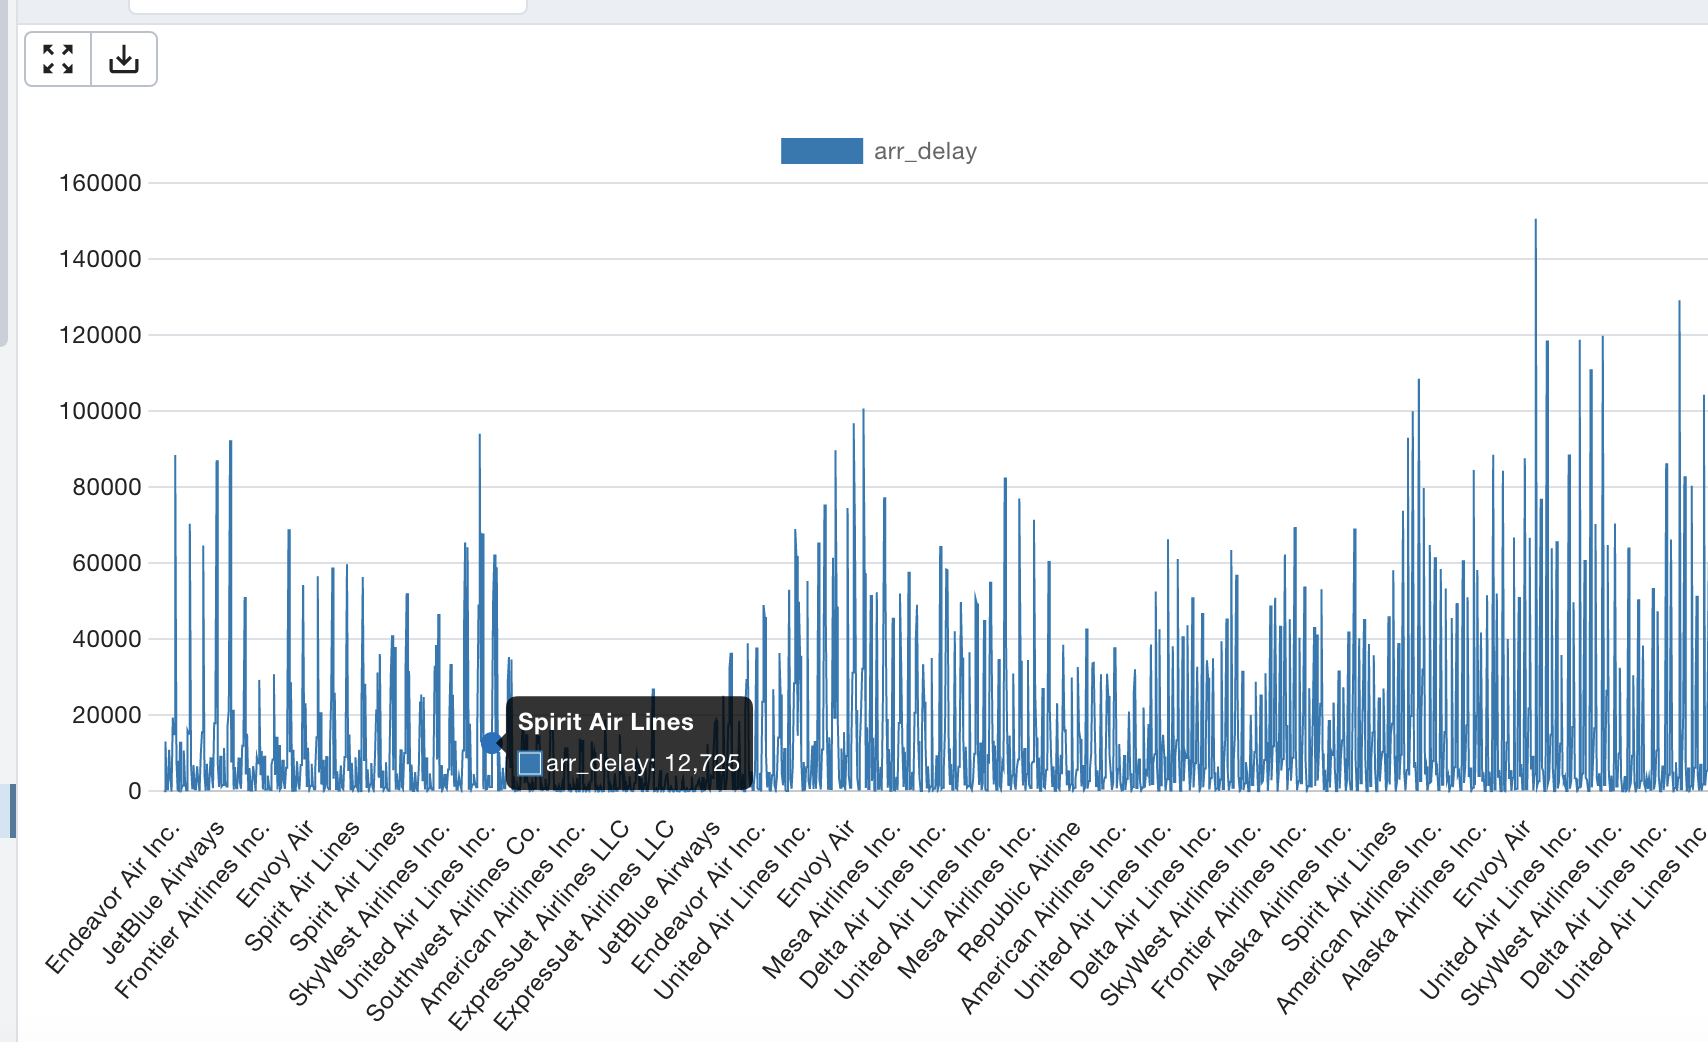 arr_delay
160000
140000
120000
100000
80000
60000
40000
20000
0
Spirit Air Lines
arr_delay: 12,725
Endeavor Air Inc.
JetBlue Airways
Frontier Airlines Inc.
Envoy Air
Spirit Air Lines
Spirit Air Lines
SkyWest Airlines Inc.
United Air Lines Inc.
Southwest Airlines Co.
American Airlines Inc.
ExpressJet Airlines LLC
ExpressJet Airlines LLC
JetBlue Airways
Endeavor Air Inc.
United Air Lines Inc.
Envoy Air
Mesa Airlines Inc.
Delta Air Lines Inc.
United Air Lines Inc.
Mesa Airlines Inc.
Republic Airline
American Airlines Inc.
United Air Lines Inc.
Delta Air Lines Inc.
SkyWest Airlines Inc.
Frontier Airlines Inc.
Alaska Airlines Inc.
Spirit Air Lines
American Airlines Inc.
Alaska Airlines Inc.
Envoy Air
United Air Lines Inc.
SkyWest Airlines Inc.
Delta Air Lines Inc.
United Air Lines Inc